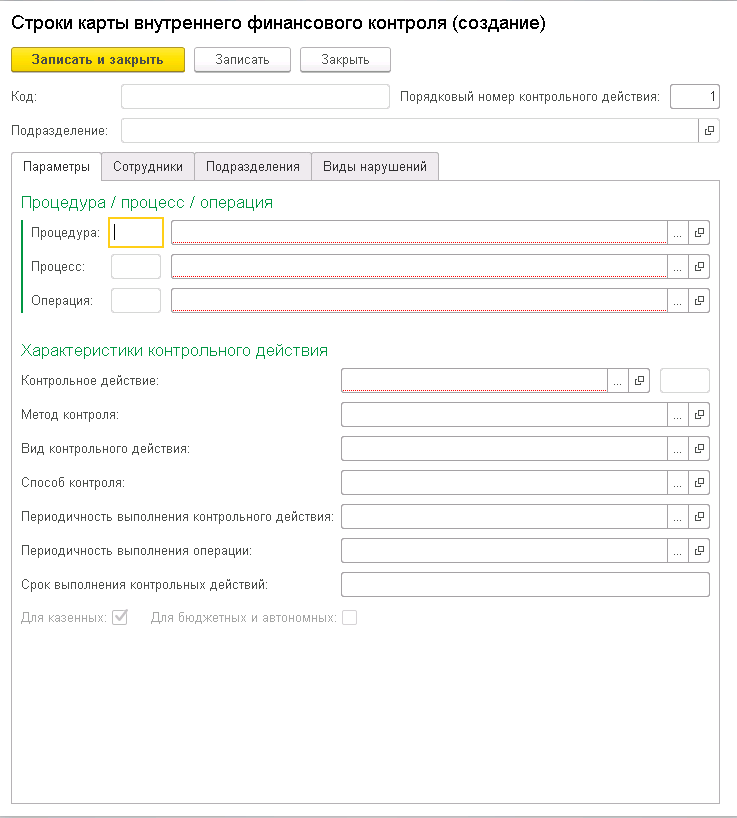 Строки карты внутреннего финансового контроля (создание)
Записать и закрыть Записать Закрыть
Код: Порядковый номер контрольного действия: 1
Подразделение:
Параметры Сотрудники Подразделения Виды нарушений
Процедура / процесс / операция
Процедура: ...
Процесс: ...
Операция: ...
Характеристики контрольного действия
Контрольное действие: ...
Метод контроля: ...
Вид контрольного действия: ...
Способ контроля: ...
Периодичность выполнения контрольного действия: ...
Периодичность выполнения операции: ...
Срок выполнения контрольных действий:
Для казенных: Для бюджетных и автономных: